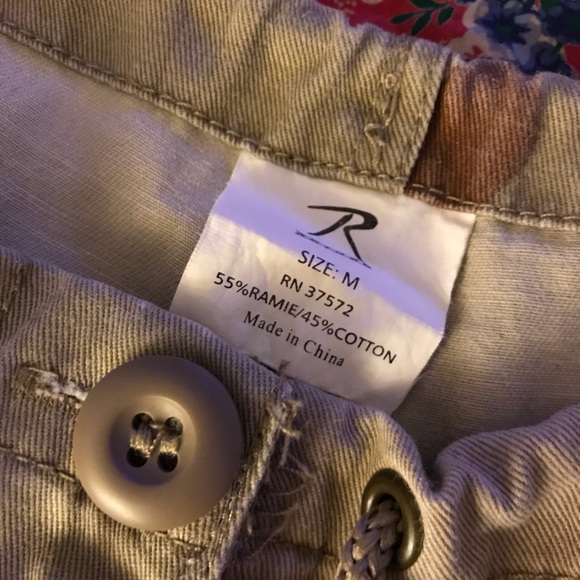 R
SIZE: M
RN 37572
55%RAMIE/45%COTTON
Made in China